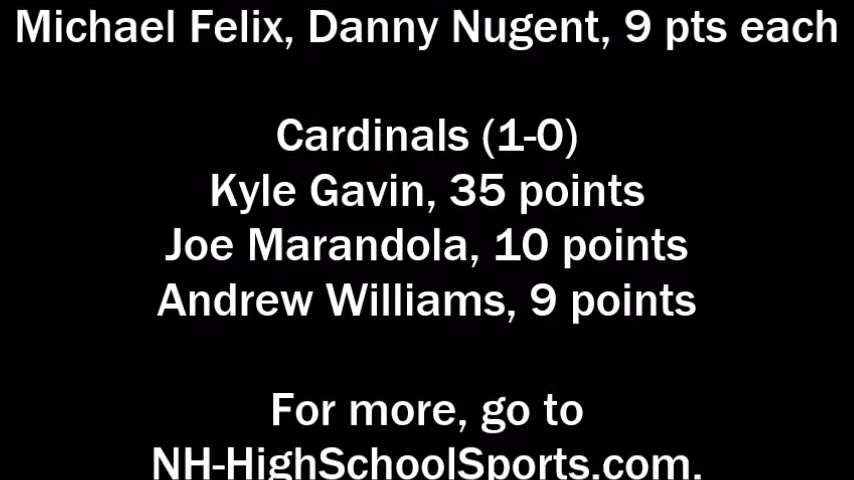 Michael Felix, Danny Nugent, 9 pts each
Cardinals (1-0)
Kyle Gavin, 35 points
Joe Marandola, 10 points
Andrew Williams, 9 points
For more, go to
NH-HighSchoolSports.com.